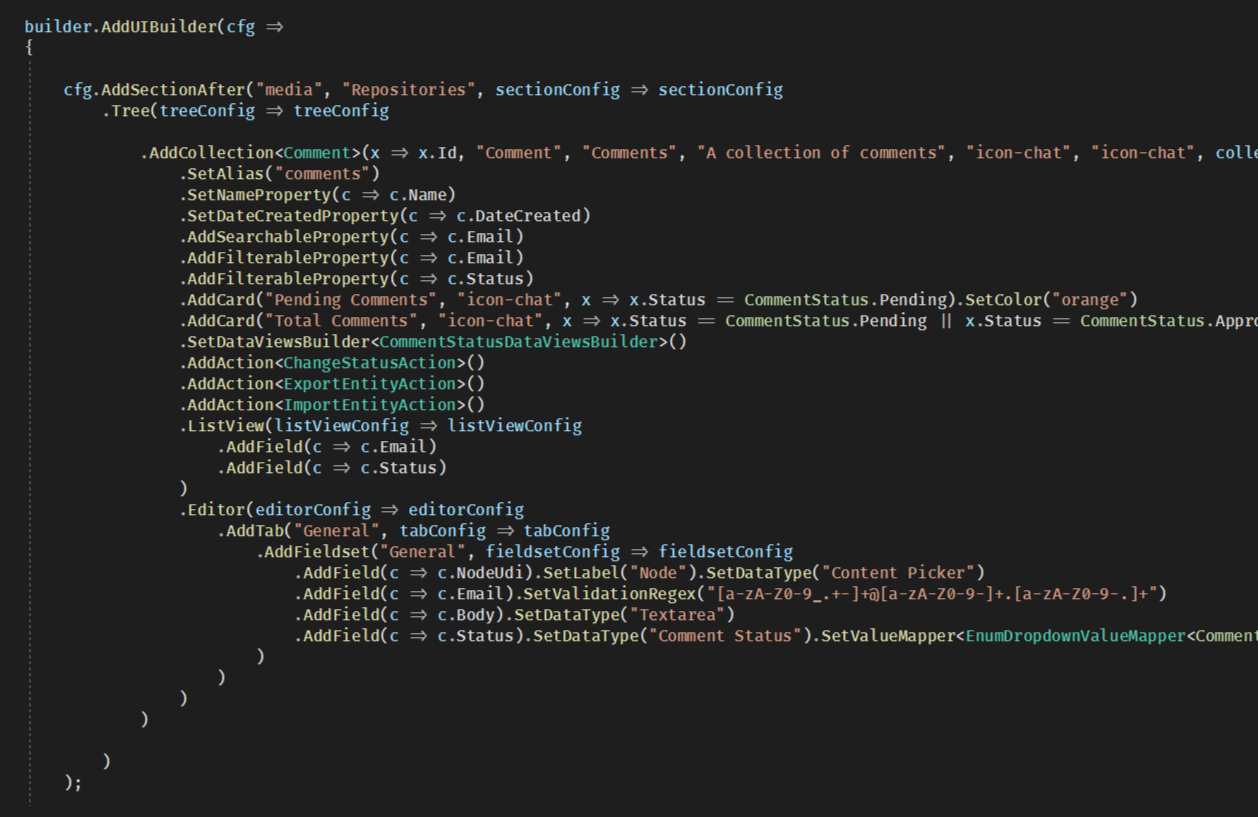 builder.AddUIBuilder(cfg =>
{
cfg.AddSectionAfter("media", "Repositories", sectionConfig => sectionConfig
.Tree(treeConfig => treeConfig
.AddCollection<Comment>(x => x.Id, "Comment", "Comments", "A collection of comments", "icon-chat", "icon-chat", colle
.SetAlias("comments")
.SetNameProperty(c => c.Name)
.SetDateCreatedProperty(c => c.DateCreated)
.AddSearchableProperty(c => c.Email)
.AddFilterableProperty(c => c.Email)
.AddFilterableProperty(c => c.Status)
.AddCard("Pending Comments", "icon-chat", x => x.Status == CommentStatus.Pending).SetColor("orange")
.AddCard("Total Comments", "icon-chat", x => x.Status == CommentStatus.Pending || x.Status == CommentStatus.Appro
.SetDataViewsBuilder<CommentStatusDataViewsBuilder>()
.AddAction<ChangeStatusAction>()
.AddAction<ExportEntityAction>()
.AddAction<ImportEntityAction>()
.ListView(listViewConfig => listViewConfig
.AddField(c => c.Email)
.AddField(c => c.Status)
)
.Editor(editorConfig => editorConfig
.AddTab("General", tabConfig => tabConfig
.AddFieldset("General", fieldsetConfig => fieldsetConfig
.AddField(c => c.NodeUdi).SetLabel("Node").SetDataType("Content Picker")
.AddField(c => c.Email).SetValidationRegex("[a-zA-Z0-9_.+-]+@[a-zA-Z0-9-]+.[a-zA-Z0-9-.]+")
.AddField(c => c.Body).SetDataType("Textarea")
.AddField(c => c.Status).SetDataType("Comment Status").SetValueMapper<EnumDropdownValueMapper<Comment
)
)
)
)
)
);